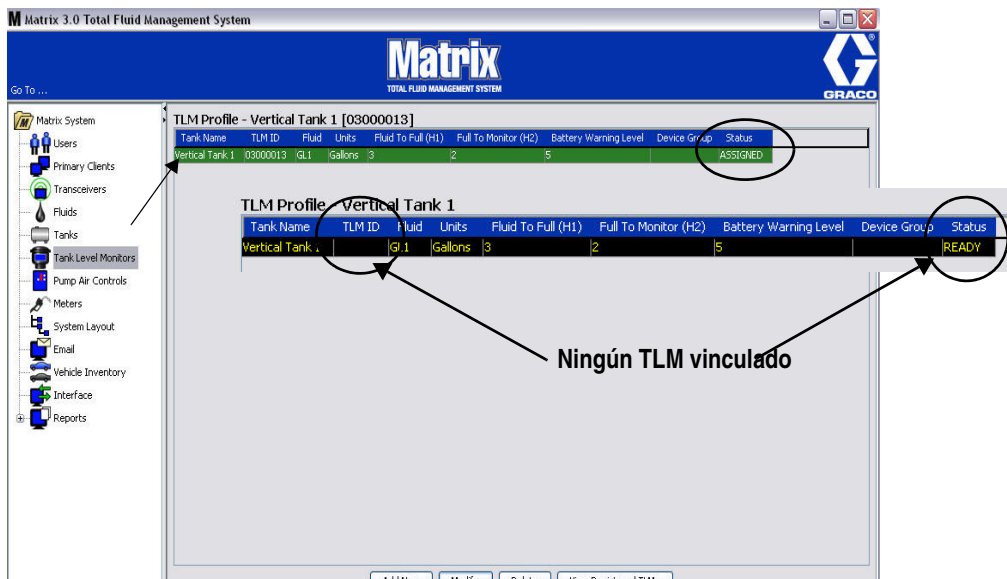 Matrix 3.0 Total Fluid Management System
Matrix
TOTAL FLUID MANAGEMENT SYSTEM
GRACO
Go To ...
Matrix System
Users
Primary Clients
Transceivers
Fluids
Tanks
Tank Level Monitors
Pump Air Controls
Meters
System Layout
Email
Vehicle Inventory
Interface
Reports
TLM Profile - Vertical Tank 1 [03000013]
Tank Name TLM ID Fluid Units Fluid To Full (H1) Full To Monitor (H2) Battery Warning Level Device Group Status
Vertical Tank 1 03000013 GL1 Gallons 3 2 5 ASSIGNED
TLM Profile - Vertical Tank 1
Tank Name TLM ID Fluid Units Fluid To Full (H1) Full To Monitor (H2) Battery Warning Level Device Group Status
Vertical Tank 1 GL1 Gallons 3 2 5 READY
Ningún TLM vinculado